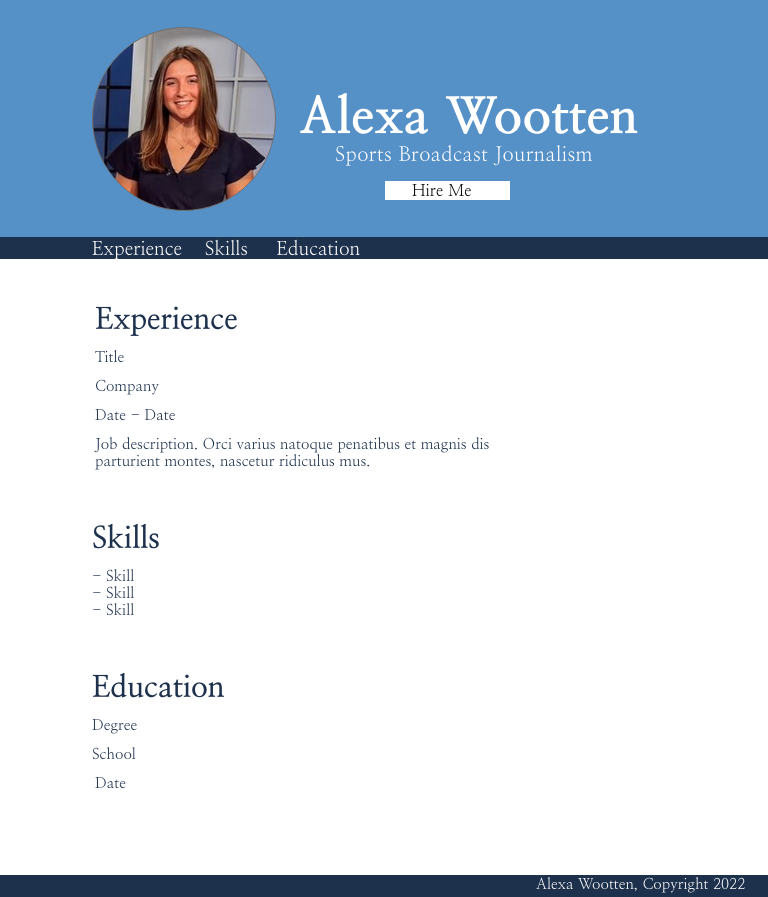 Alexa Wootten
Sports Broadcast Journalism
Hire Me
Experience Skills Education
Experience
Title
Company
Date - Date
Job description. Orci varius natoque penatibus et magnis dis
parturient montes, nascetur ridiculus mus.
Skills
- Skill
- Skill
- Skill
Education
Degree
School
Date
Alexa Wootten, Copyright 2022